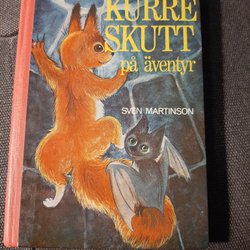 KURRE
SKUTT
på äventyr
SVEN MARTINSON